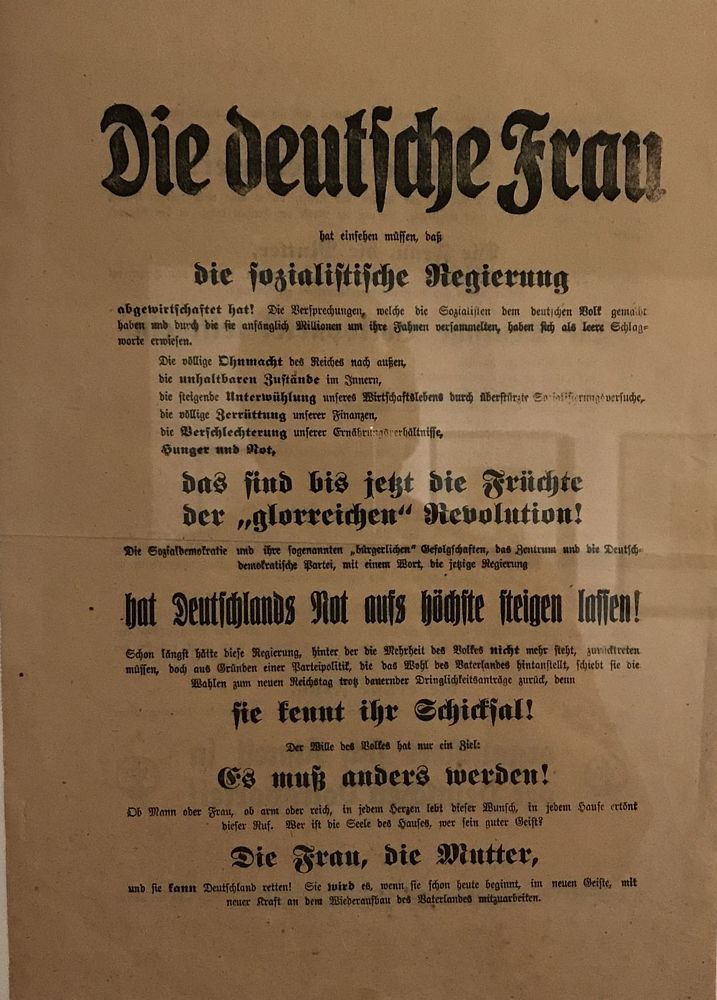 Die deutsche Frau
hat einsehen müssen, daß
die sozialistische Regierung
abgewirtschaftet hat! Die Versprechungen, welche die Sozialisten dem deutschen Volk gemacht
haben und durch die sie anfänglich Millionen um ihre Fahnen versammelten, haben sich als leere Schlag-
worte erwiesen.
Die völlige Ohnmacht des Reiches nach außen,
die unhaltbaren Zustände im Innern,
die steigende Unterwühlung unseres Wirtschaftslebens durch überstürzte Sozialisierungsversuche,
die völlige Zerrüttung unserer Finanzen,
die Verschlechterung unserer Ernährungsverhältnisse,
Hunger und Not,
das sind bis jetzt die Früchte
der „glorreichen“ Revolution!
Die Sozialdemokratie und ihre sogenannten „bürgerlichen“ Gefolgschaften, das Zentrum und die Deutsch-
demokratische Partei, mit einem Wort, die jetzige Regierung
hat Deutschlands Not aufs höchste steigen lassen!
Schon längst hätte diese Regierung, hinter der die Mehrheit des Volkes nicht mehr steht, zurücktreten
müssen, doch aus Gründen einer Parteipolitik, die das Wohl des Vaterlandes hintanstellt, schiebt sie die
Wahlen zum neuen Reichstag trotz dauernder Dringlichkeitsanträge zurück, denn
sie kennt ihr Schicksal!
Der Wille des Volkes hat nur ein Ziel:
Es muß anders werden!
Ob Mann oder Frau, ob arm oder reich, in jedem Herzen lebt dieser Wunsch, in jedem Hause ertönt
dieser Ruf. Wer ist die Seele des Hauses, wer sein guter Geist?
Die Frau, die Mutter,
und sie kann Deutschland retten! Sie wird es, wenn sie schon heute beginnt, im neuen Geiste, mit
neuer Kraft an dem Wiederaufbau des Vaterlandes mitzuarbeiten.